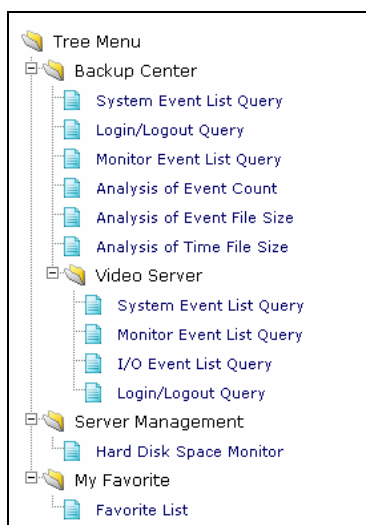 Tree Menu
Backup Center
System Event List Query
Login/Logout Query
Monitor Event List Query
Analysis of Event Count
Analysis of Event File Size
Analysis of Time File Size
Video Server
System Event List Query
Monitor Event List Query
I/O Event List Query
Login/Logout Query
Server Management
Hard Disk Space Monitor
My Favorite
Favorite List